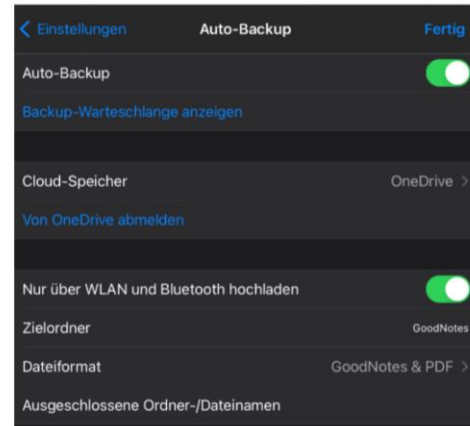 Einstellungen Auto-Backup Fertig
Auto-Backup
Backup-Warteschlange anzeigen
Cloud-Speicher OneDrive
Von OneDrive abmelden
Nur über WLAN und Bluetooth hochladen
Zielordner GoodNotes
Dateiformat GoodNotes & PDF
Ausgeschlossene Ordner-/Dateinamen